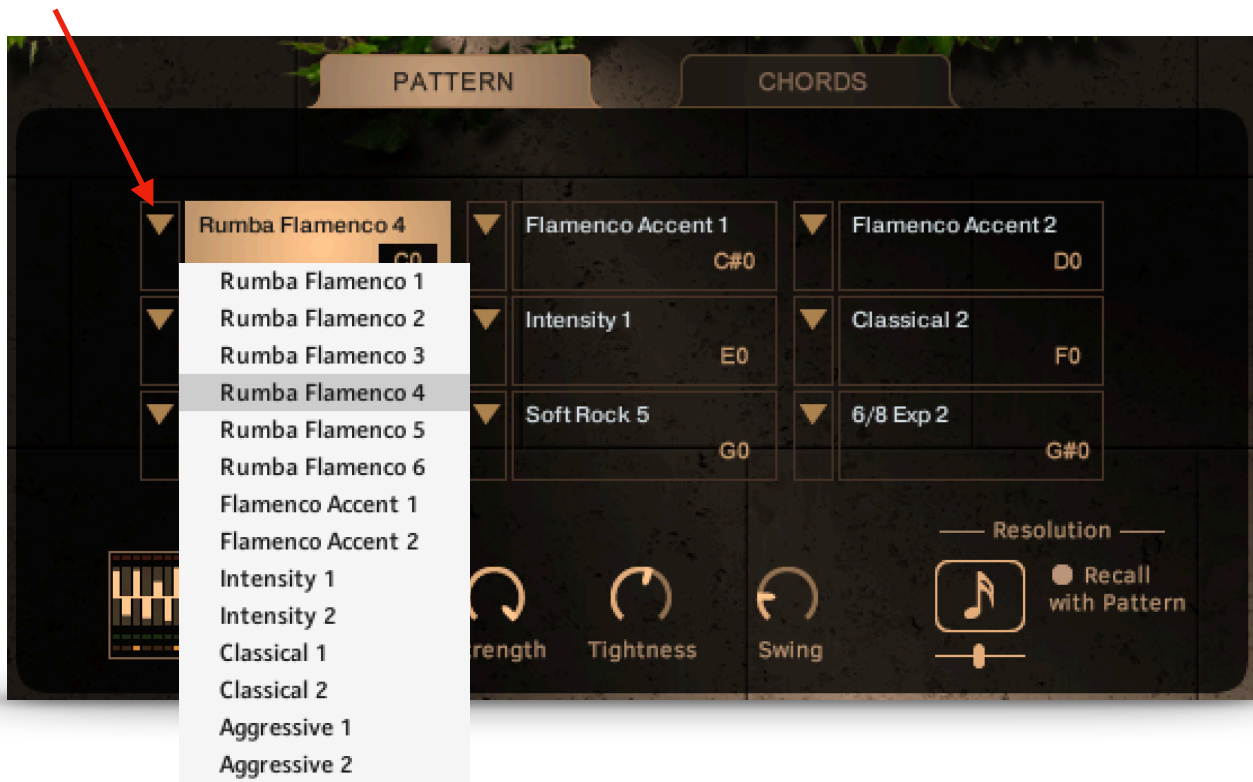 PATTERN
CHORDS
Rumba Flamenco 4
Flamenco Accent 1
C#0
Flamenco Accent 2
D0
Intensity 1
E0
Classical 2
F0
Soft Rock 5
G0
6/8 Exp 2
G#0
Rumba Flamenco 1
Rumba Flamenco 2
Rumba Flamenco 3
Rumba Flamenco 4
Rumba Flamenco 5
Rumba Flamenco 6
Flamenco Accent 1
Flamenco Accent 2
Intensity 1
Intensity 2
Classical 1
Classical 2
Aggressive 1
Aggressive 2
Tightness
Swing
Resolution
Recall
with Pattern